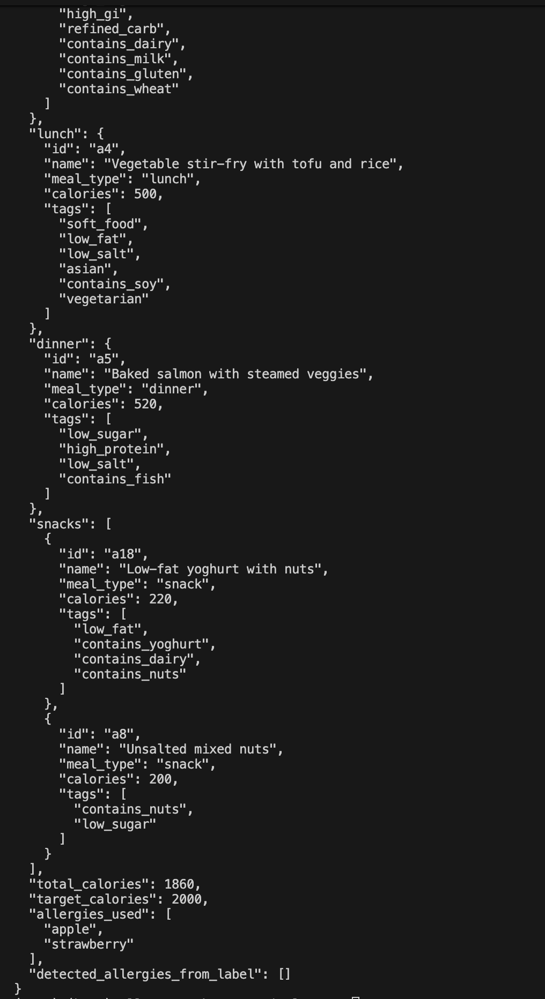 "high_gi",
"refined_carb",
"contains_dairy",
"contains_milk",
"contains_gluten",
"contains_wheat"
]
},
"lunch": {
"id": "a4",
"name": "Vegetable stir-fry with tofu and rice",
"meal_type": "lunch",
"calories": 500,
"tags": [
"soft_food",
"low_fat",
"low_salt",
"asian",
"contains_soy",
"vegetarian"
]
},
"dinner": {
"id": "a5",
"name": "Baked salmon with steamed veggies",
"meal_type": "dinner",
"calories": 520,
"tags": [
"low_sugar",
"high_protein",
"low_salt",
"contains_fish"
]
},
"snacks": [
{
"id": "a18",
"name": "Low-fat yoghurt with nuts",
"meal_type": "snack",
"calories": 220,
"tags": [
"low_fat",
"contains_yoghurt",
"contains_dairy",
"contains_nuts"
]
},
{
"id": "a8",
"name": "Unsalted mixed nuts",
"meal_type": "snack",
"calories": 200,
"tags": [
"contains_nuts",
"low_sugar"
]
}
],
"total_calories": 1860,
"target_calories": 2000,
"allergies_used": [
"apple",
"strawberry"
],
"detected_allergies_from_label": []
}